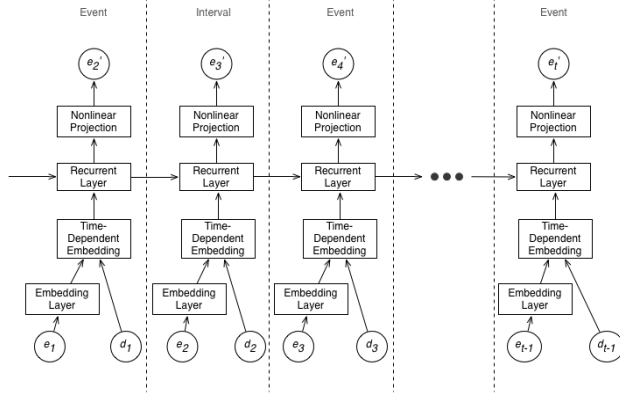 Event Interval Event Event
e2' e3' e4' et'
Nonlinear Nonlinear Nonlinear Nonlinear
Projection Projection Projection Projection
Recurrent Recurrent Recurrent Recurrent
Layer Layer Layer Layer
Time- Time- Time- Time-
Dependent Dependent Dependent Dependent
Embedding Embedding Embedding Embedding
Embedding Embedding Embedding Embedding
Layer Layer Layer Layer
e1 d1 e2 d2 e3 d3 et-1 dt-1